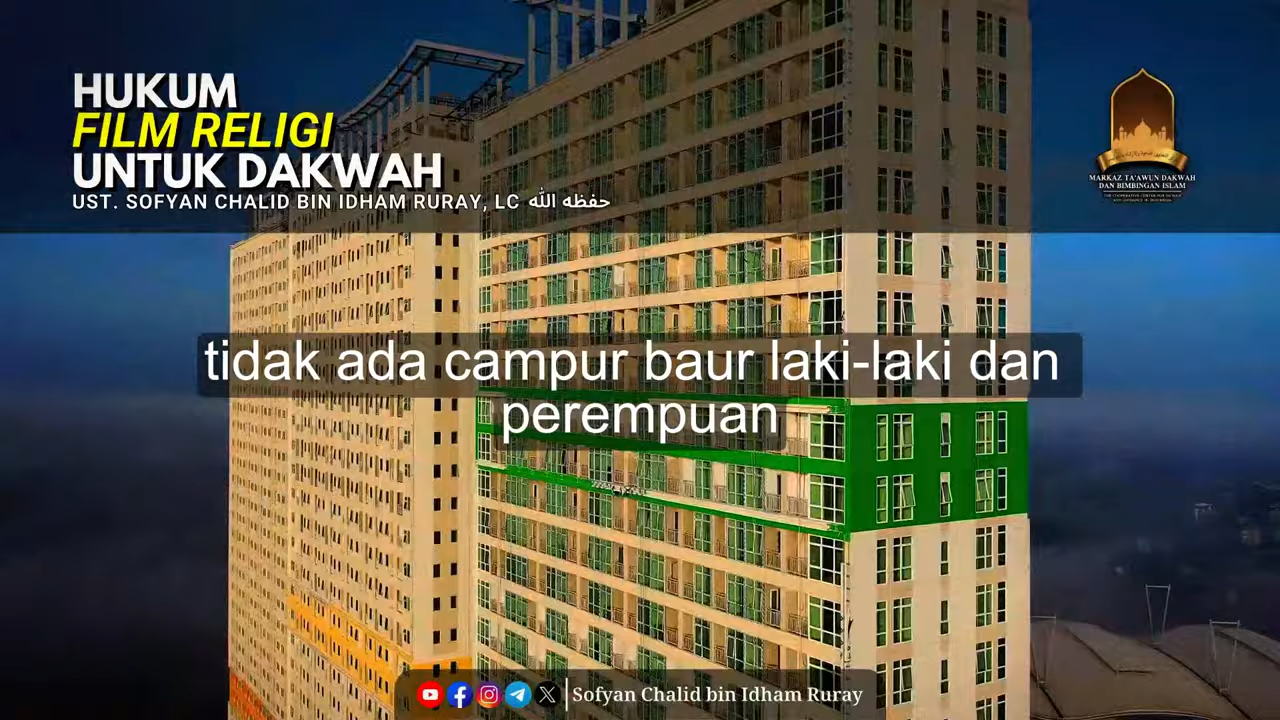 HUKUM
FILM RELIGI
UNTUK DAKWAH
UST. SOFYAN CHALID BIN IDHAM RURAY, LC حفظه الله
MARKAZ TA'AWUN DAKWAH
DAN BIMBINGAN ISLAM
tidak ada campur baur laki-laki dan
perempuan
Sofyan Chalid bin Idham Ruray